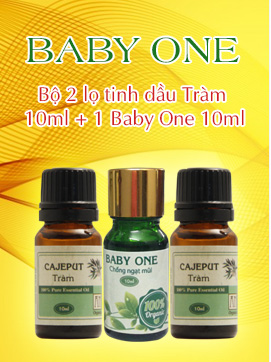 BABY ONE
Bộ 2 lọ tinh dầu Tràm
10ml + 1 Baby One 10ml
CAJEPUT
Tràm
100% Pure Essential Oil
10ml
BABY ONE
Chống ngạt mũi
10ml
100%
Organic
CAJEPUT
Tràm
100% Pure Essential Oil
10ml